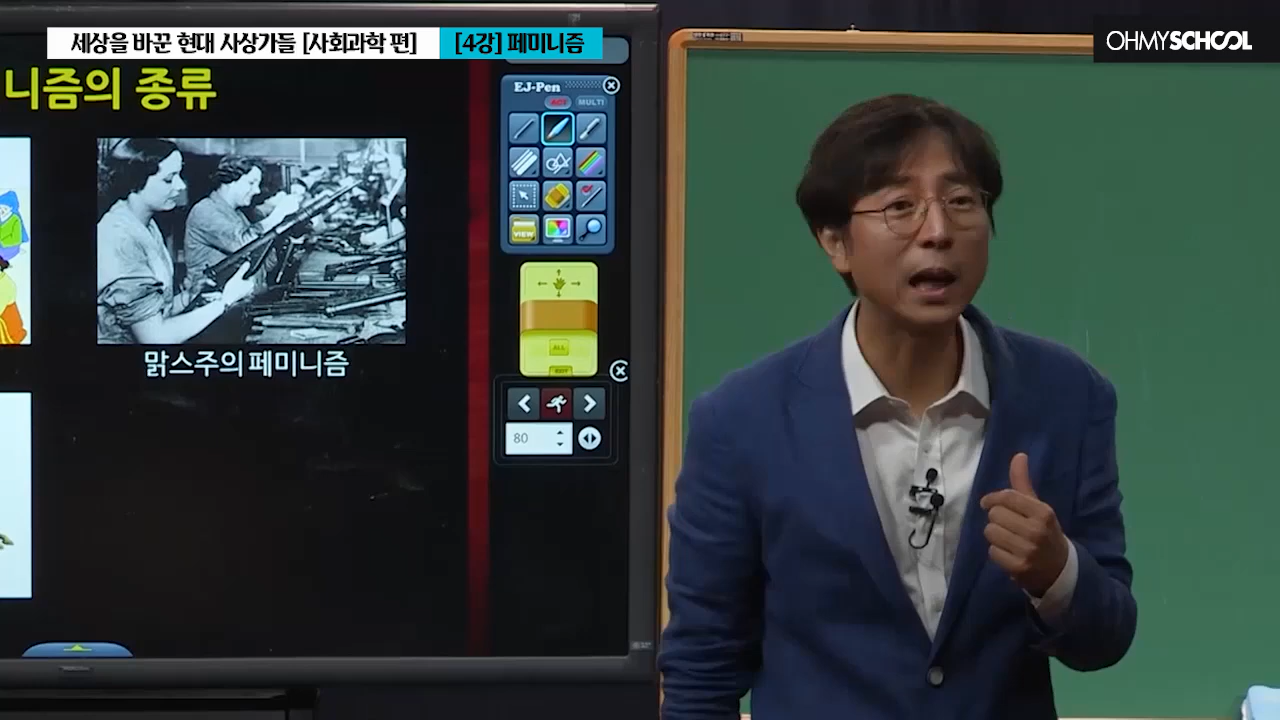 세상을 바꾼 현대 사상가들 [사회과학 편]
[4강] 페미니즘
OHMYSCHOOL
니즘의 종류
EJ-Pen
ACT
MULTI
VIEW
ALL
EXIT
맑스주의 페미니즘
80